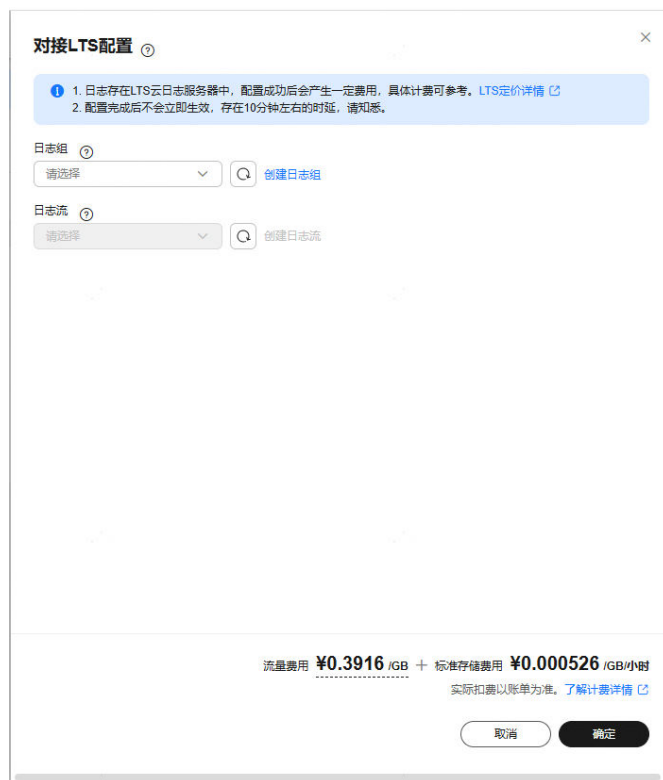 对接LTS配置
1. 日志存在LTS云日志服务器中，配置成功后会产生一定费用，具体计费可参考。LTS定价详情
2. 配置完成后不会立即生效，存在10分钟左右的时延，请知悉。
日志组
请选择 创建日志组
日志流
请选择 创建日志流
流量费用 ¥0.3916 /GB + 标准存储费用 ¥0.000526 /GB/小时
实际扣费以账单为准。了解计费详情
取消 确定